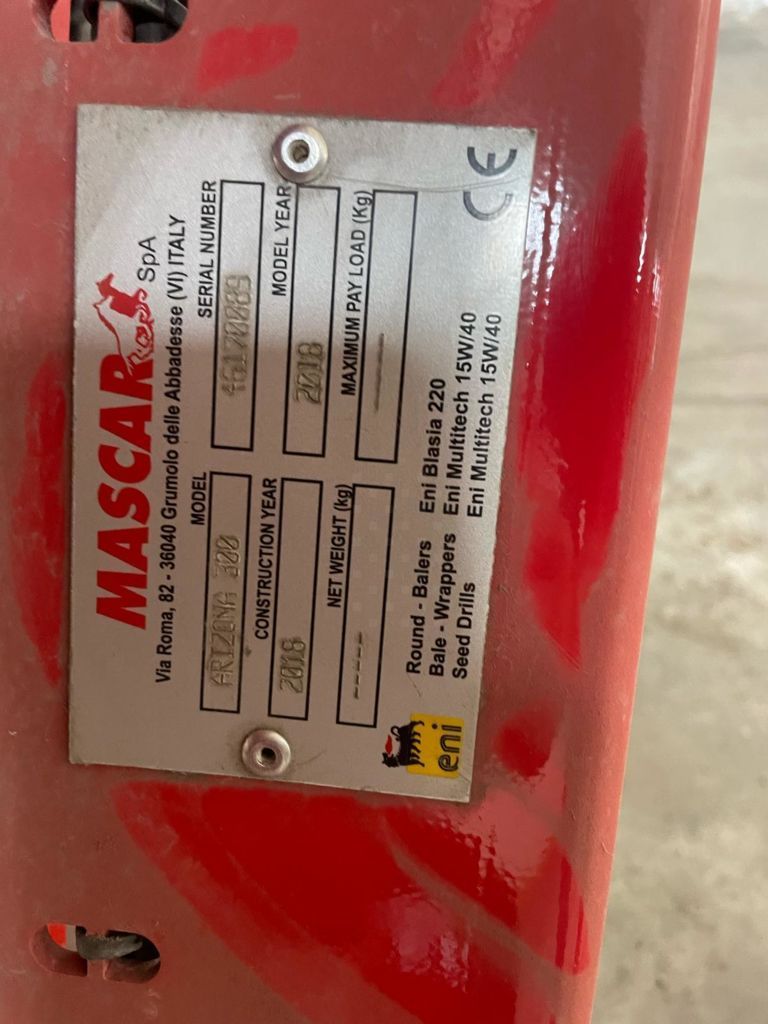 MASCAR SpA
Via Roma, 82 - 36040 Grumolo delle Abbadesse (VI) ITALY
MODEL SERIAL NUMBER
ARIZONA 300 46170089
CONSTRUCTION YEAR MODEL YEAR
2018 2018
NET WEIGHT (kg) MAXIMUM PAY LOAD (Kg)
----- -----
Round - Balers Eni Blasia 220
Bale - Wrappers Eni Multitech 15W/40
Seed Drills Eni Multitech 15W/40
eni
CE